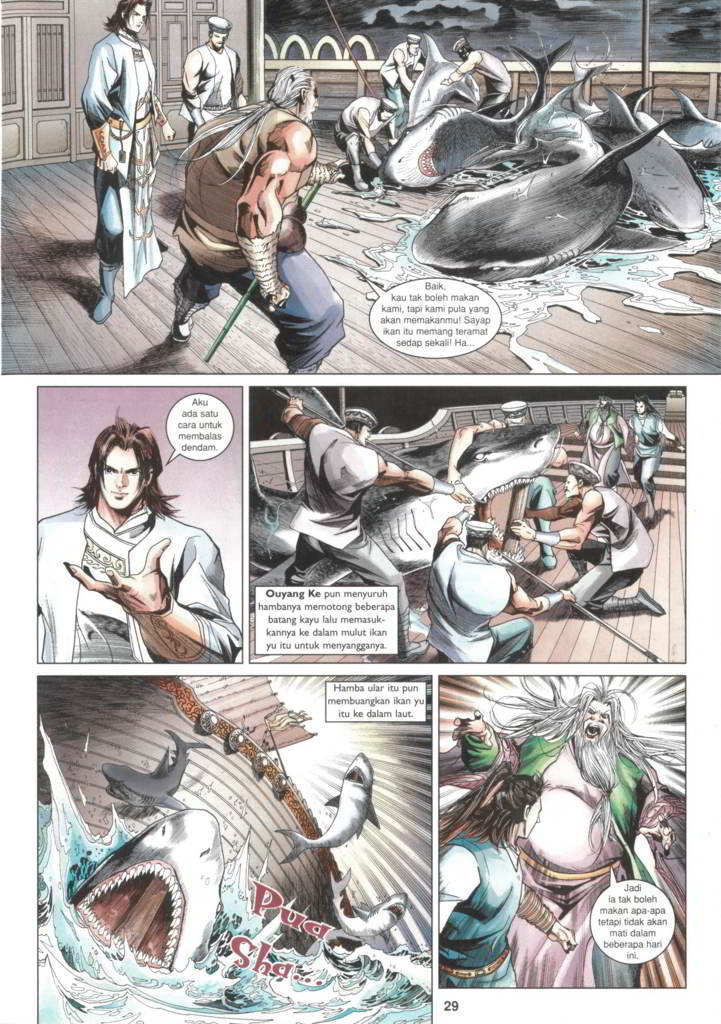 Baik,
kau tak boleh makan
kami, tapi kami pula yang
akan memakanmu! Sayap
ikan itu memang teramat
sedap sekali! Ha...
Aku
ada satu
cara untuk
membalas
dendam.
Ouyang Ke pun menyuruh
hambanya memotong beberapa
batang kayu lalu memasuk-
kannya ke dalam mulut ikan
yu itu untuk menyangganya.
Hamba ular itu pun
membuangkan ikan yu
itu ke dalam laut.
Pua
Sha...
Jadi
ia tak boleh
makan apa-apa
tetapi tidak akan
mati dalam
beberapa hari
ini.
29